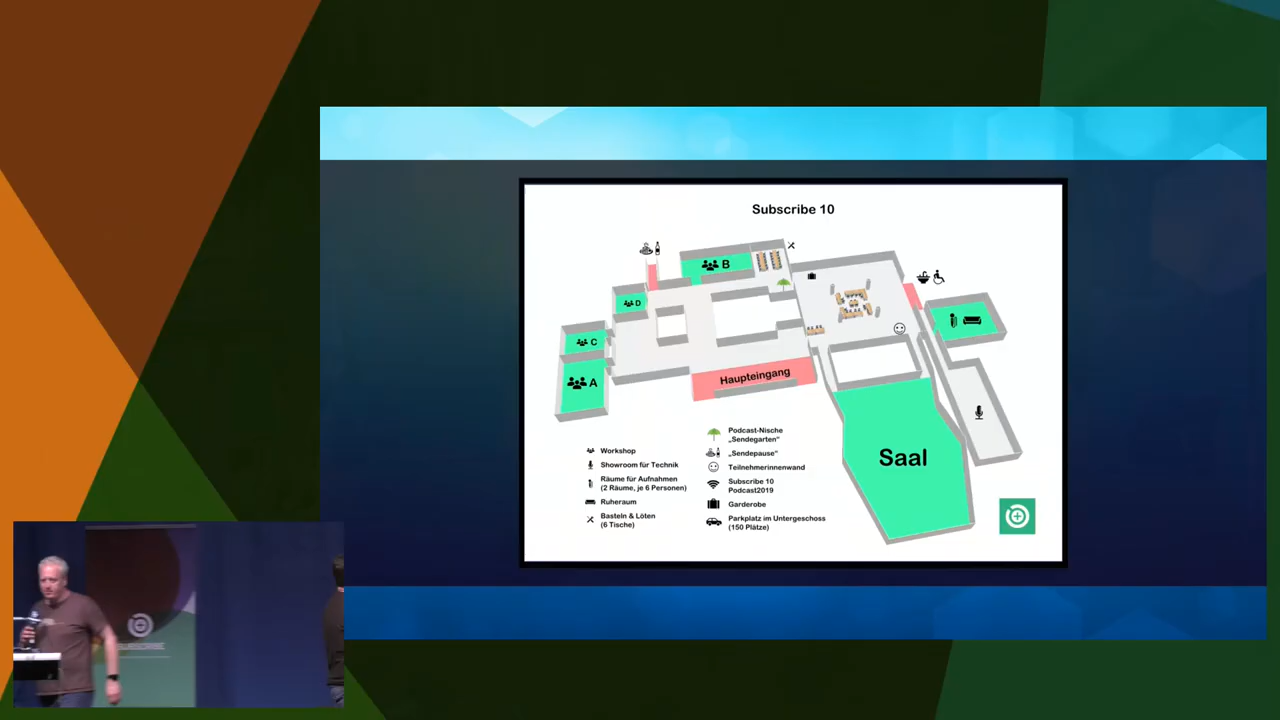 Subscribe 10
B
D
C
A
Haupteingang
Saal
Workshop
Showroom für Technik
Räume für Aufnahmen
(2 Räume, je 6 Personen)
Ruheraum
Basteln & Löten
(6 Tische)
Podcast-Nische
„Sendegarten“
„Sendepause“
Teilnehmerinnenwand
Subscribe 10
Podcast2019
Garderobe
Parkplatz im Untergeschoss
(150 Plätze)